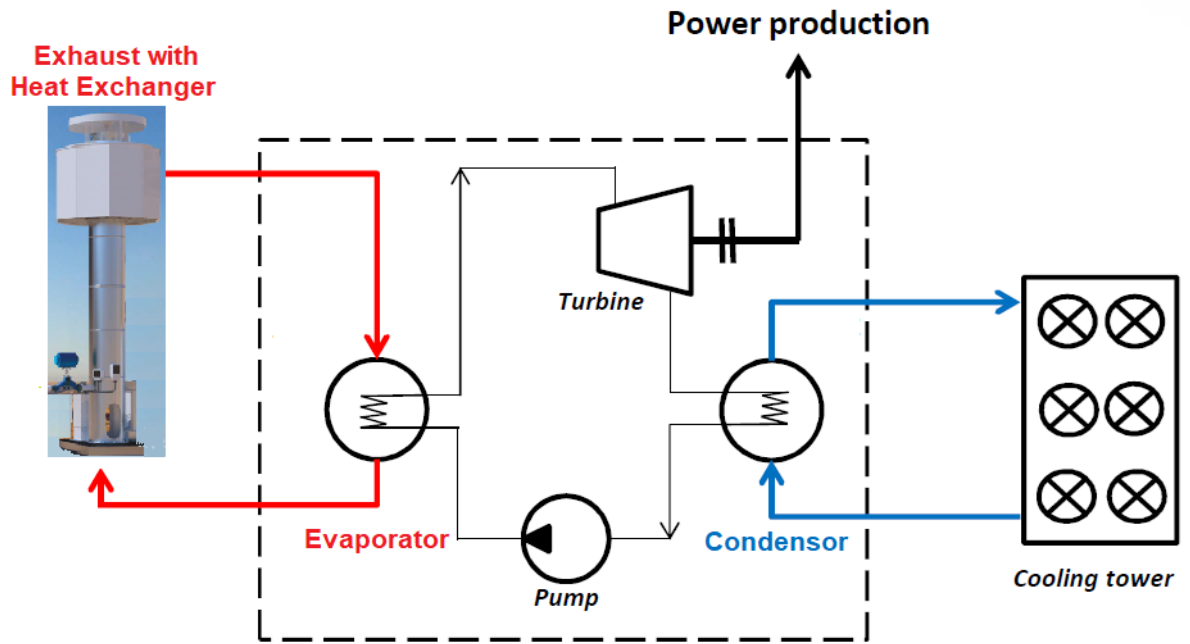 Power production
Exhaust with
Heat Exchanger
Turbine
Evaporator
Condensor
Pump
Cooling tower